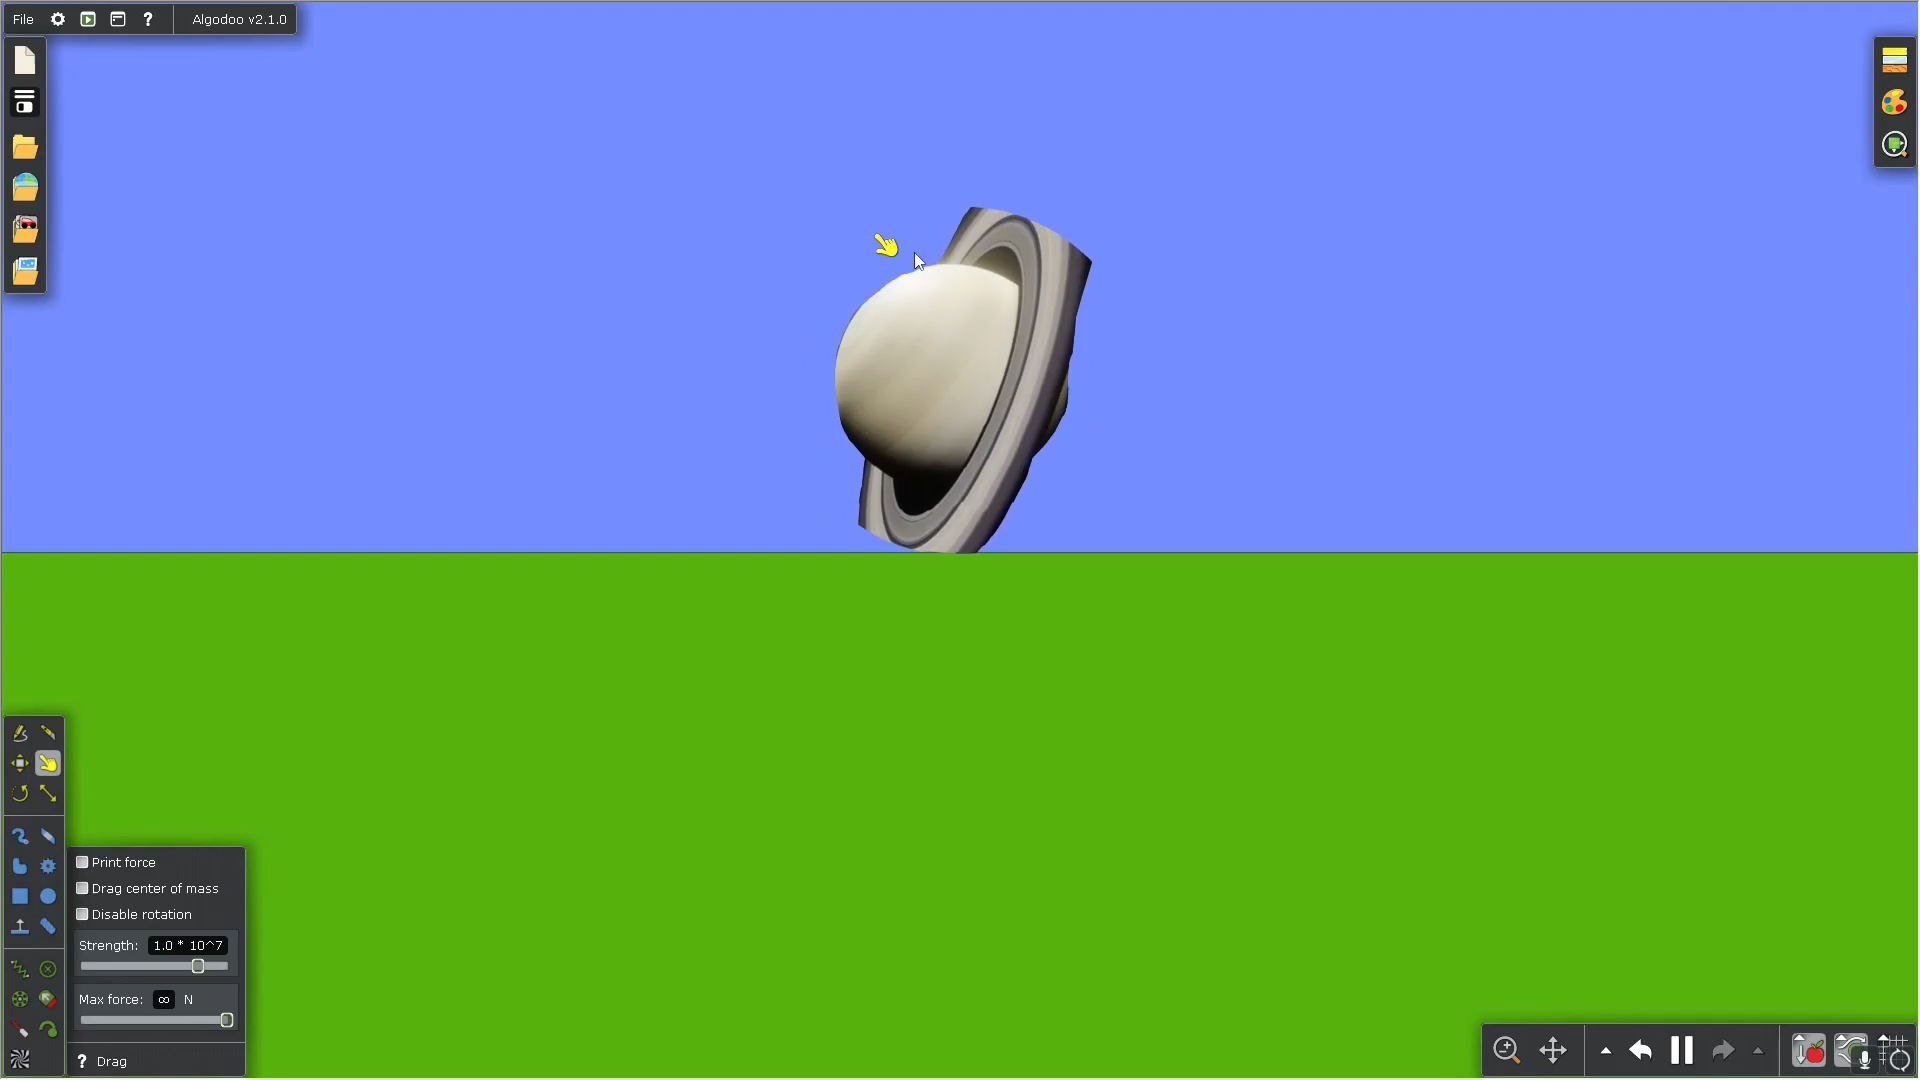 File ? Algodoo v2.1.0
Print force
Drag center of mass
Disable rotation
Strength: 1.0 * 10^7
Max force: ∞ N
? Drag